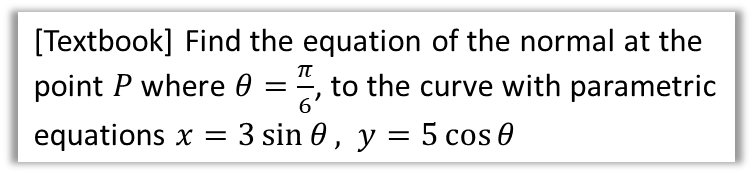 [Textbook] Find the equation of the normal at the
point P where θ = π/6, to the curve with parametric
equations x = 3 sin θ , y = 5 cos θ